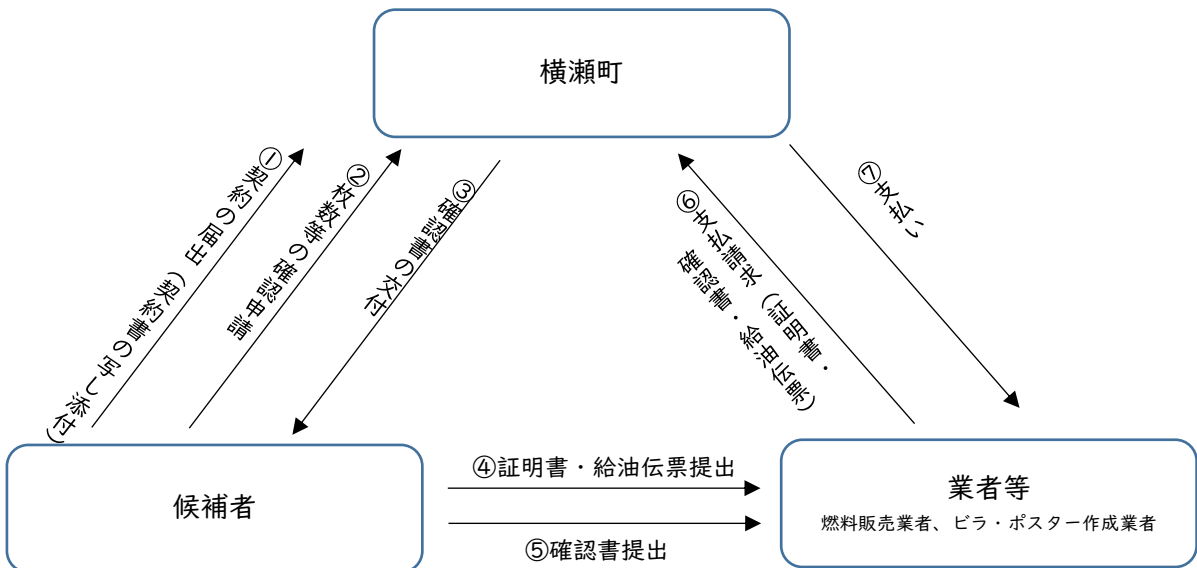 横瀬町
①契約の届出（契約書の写し添付）
②枚数等の確認申請
③確認書の交付
⑥支払請求（証明書・
確認書・給油伝票）
⑦支払い
候補者
④証明書・給油伝票提出
⑤確認書提出
業者等
燃料販売業者、ビラ・ポスター作成業者